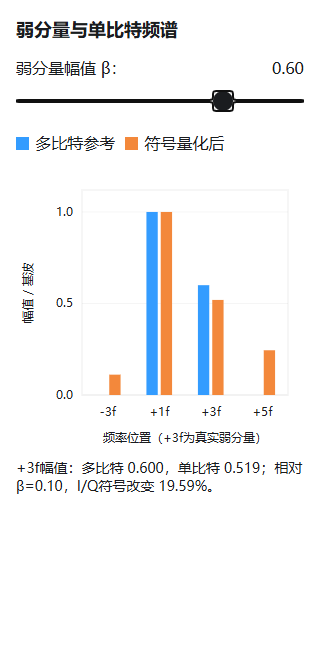 弱分量与单比特频谱
弱分量幅值 β： 0.60
多比特参考 符号量化后
1.0
0.5
0.0
幅值 / 基波
-3f +1f +3f +5f
频率位置（+3f为真实弱分量）
+3f幅值：多比特 0.600，单比特 0.519；相对
β=0.10，I/Q符号改变 19.59%。